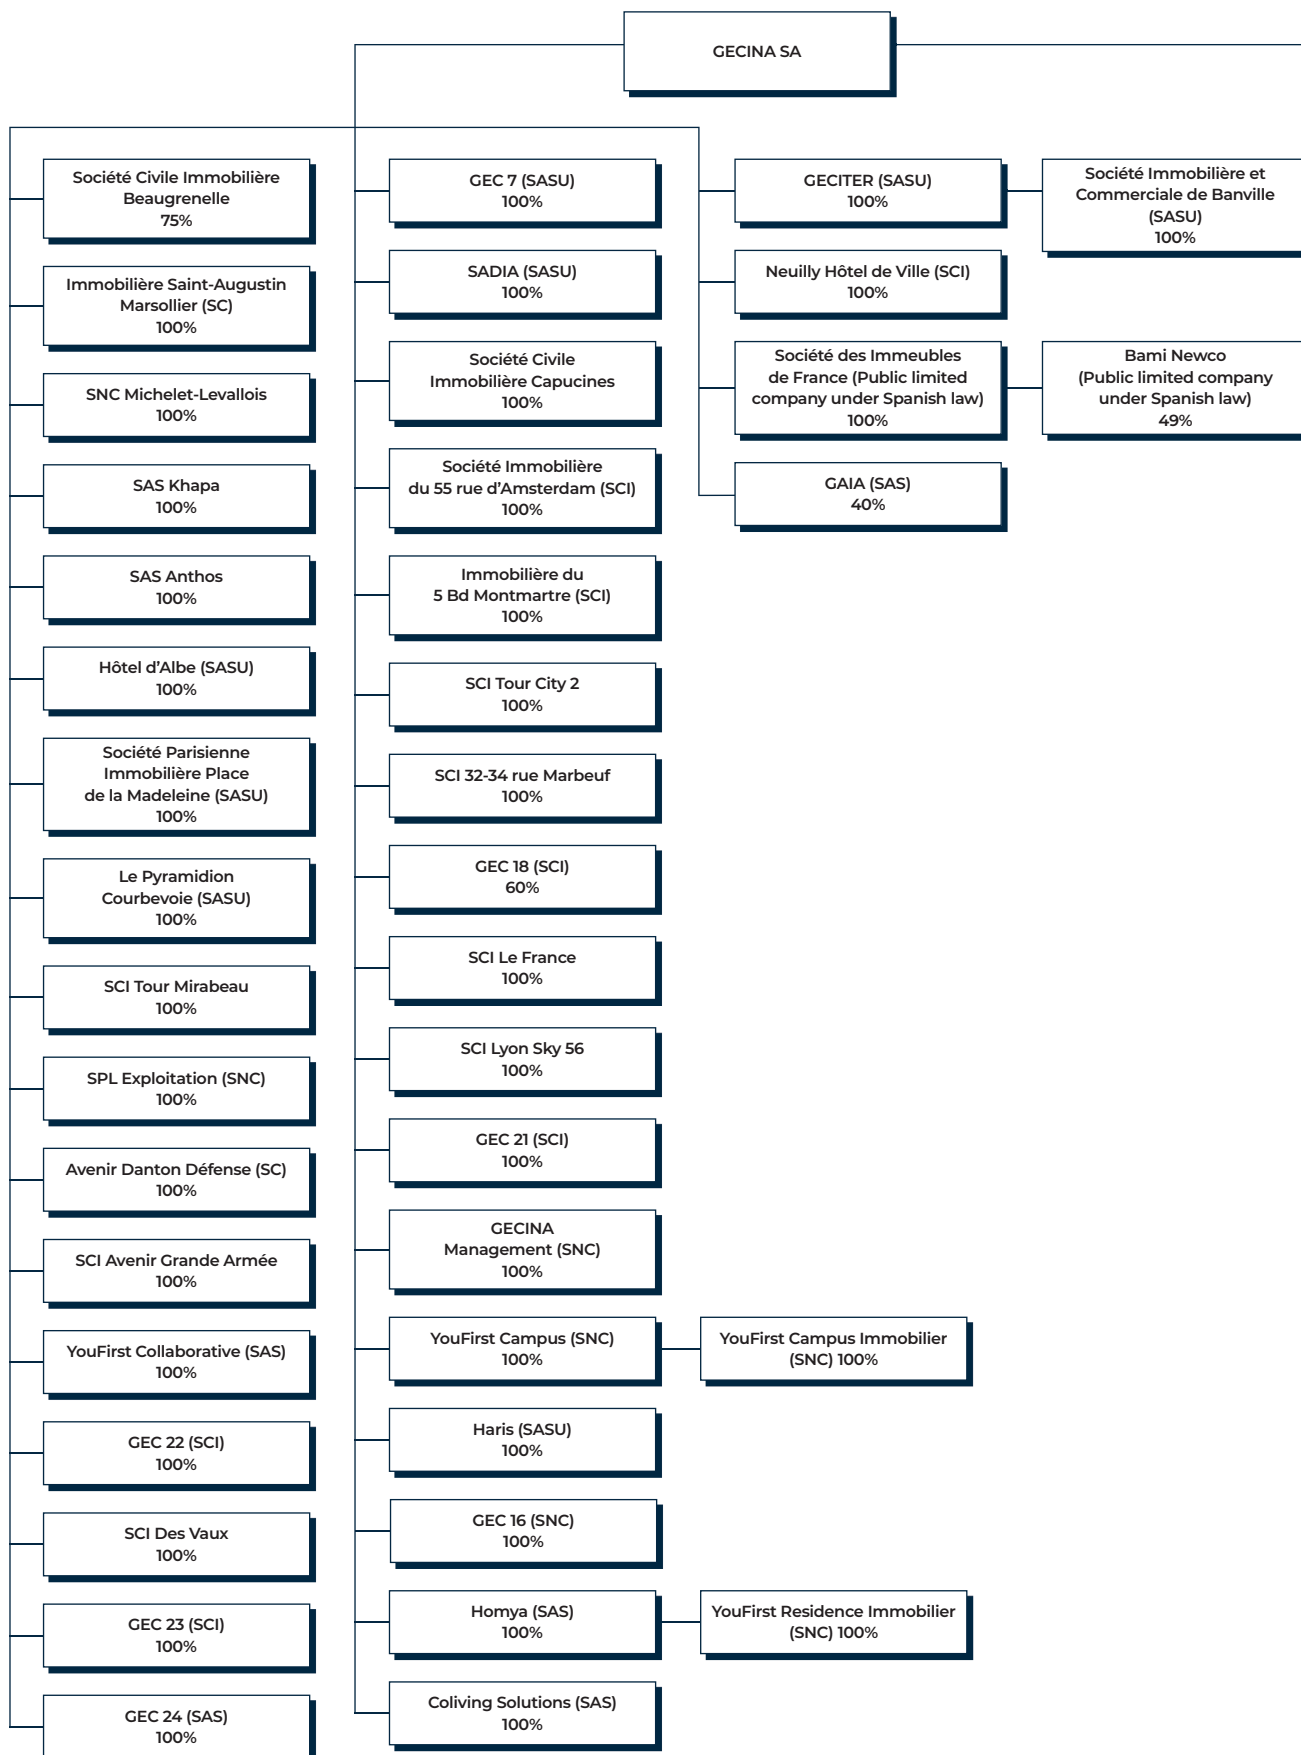 GECINA SA
Société Civile Immobilière
Beaugrenelle
75%
Immobilière Saint-Augustin
Marsollier (SC)
100%
SNC Michelet-Levallois
100%
SAS Khapa
100%
SAS Anthos
100%
Hôtel d’Albe (SASU)
100%
Société Parisienne
Immobilière Place
de la Madeleine (SASU)
100%
Le Pyramidion
Courbevoie (SASU)
100%
SCI Tour Mirabeau
100%
SPL Exploitation (SNC)
100%
Avenir Danton Défense (SC)
100%
SCI Avenir Grande Armée
100%
YouFirst Collaborative (SAS)
100%
GEC 22 (SCI)
100%
SCI Des Vaux
100%
GEC 23 (SCI)
100%
GEC 24 (SAS)
100%
GEC 7 (SASU)
100%
SADIA (SASU)
100%
Société Civile
Immobilière Capucines
100%
Société Immobilière
du 55 rue d’Amsterdam (SCI)
100%
Immobilière du
5 Bd Montmartre (SCI)
100%
SCI Tour City 2
100%
SCI 32-34 rue Marbeuf
100%
GEC 18 (SCI)
60%
SCI Le France
100%
SCI Lyon Sky 56
100%
GEC 21 (SCI)
100%
GECINA
Management (SNC)
100%
YouFirst Campus (SNC)
100%
YouFirst Campus Immobilier
(SNC) 100%
Haris (SASU)
100%
GEC 16 (SNC)
100%
Homya (SAS)
100%
YouFirst Residence Immobilier
(SNC) 100%
Coliving Solutions (SAS)
100%
GECITER (SASU)
100%
Société Immobilière et
Commerciale de Banville
(SASU)
100%
Neuilly Hôtel de Ville (SCI)
100%
Société des Immeubles
de France (Public limited
company under Spanish law)
100%
Bami Newco
(Public limited company
under Spanish law)
49%
GAIA (SAS)
40%